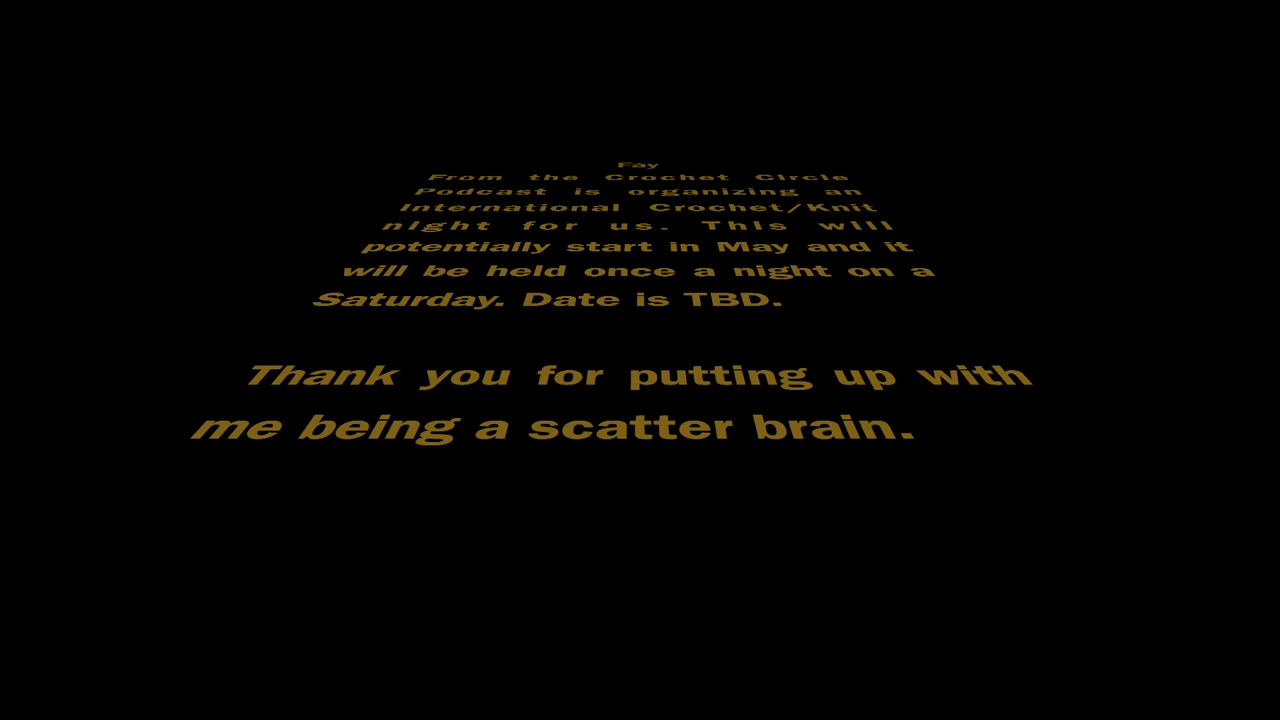 Fay
From the Crochet Circle
Podcast is organizing an
International Crochet/Knit
night for us. This will
potentially start in May and it
will be held once a night on a
Saturday. Date is TBD.
Thank you for putting up with
me being a scatter brain.